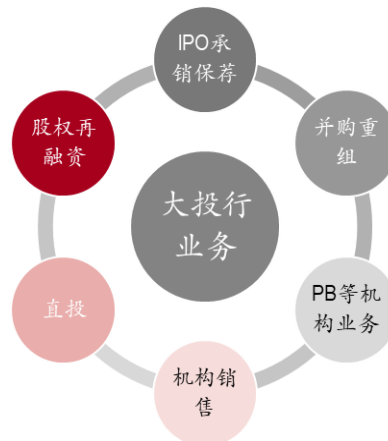 IPO承
销保荐
并购重
组
PB等机
构业务
机构销
售
直投
股权再
融资
大投行
业务